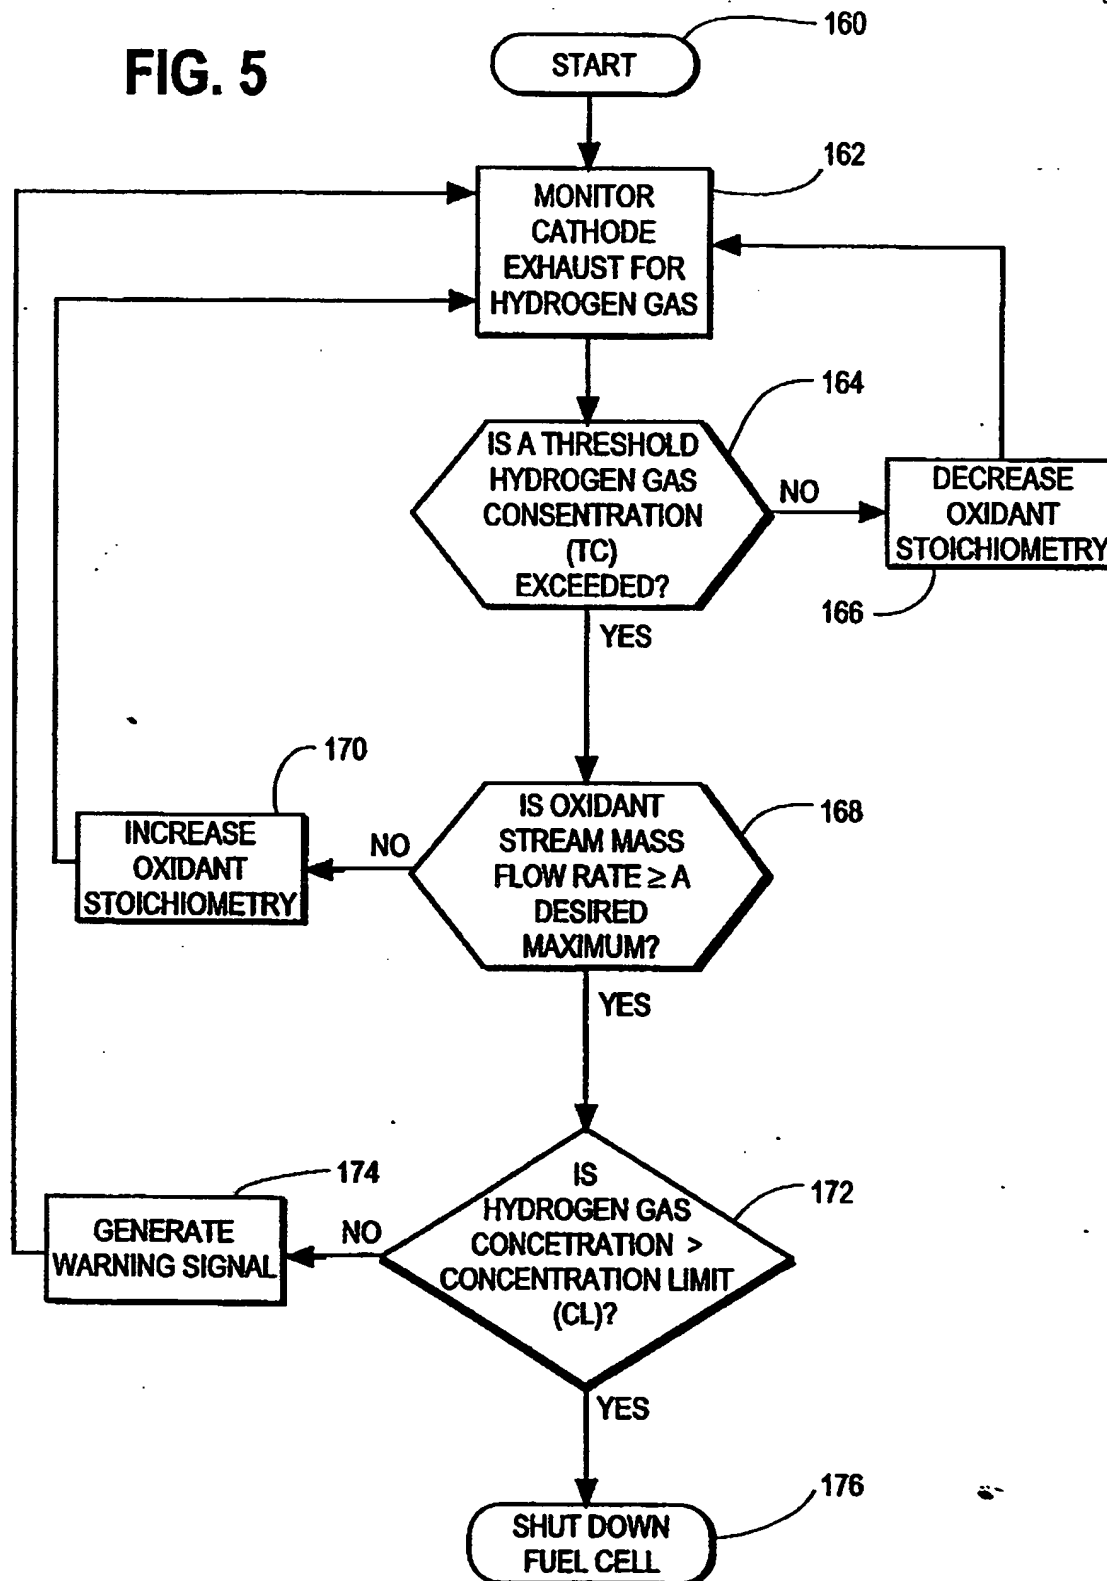 FIG. 5
160
START
162
MONITOR
CATHODE
EXHAUST FOR
HYDROGEN GAS
164
IS A THRESHOLD
HYDROGEN GAS
CONSENTRATION
(TC)
EXCEEDED?
NO
DECREASE
OXIDANT
STOICHIOMETRY
166
YES
170
INCREASE
OXIDANT
STOICHIOMETRY
NO
168
IS OXIDANT
STREAM MASS
FLOW RATE ≥ A
DESIRED
MAXIMUM?
YES
174
GENERATE
WARNING SIGNAL
NO
172
IS
HYDROGEN GAS
CONCETRATION >
CONCENTRATION LIMIT
(CL)?
YES
176
SHUT DOWN
FUEL CELL